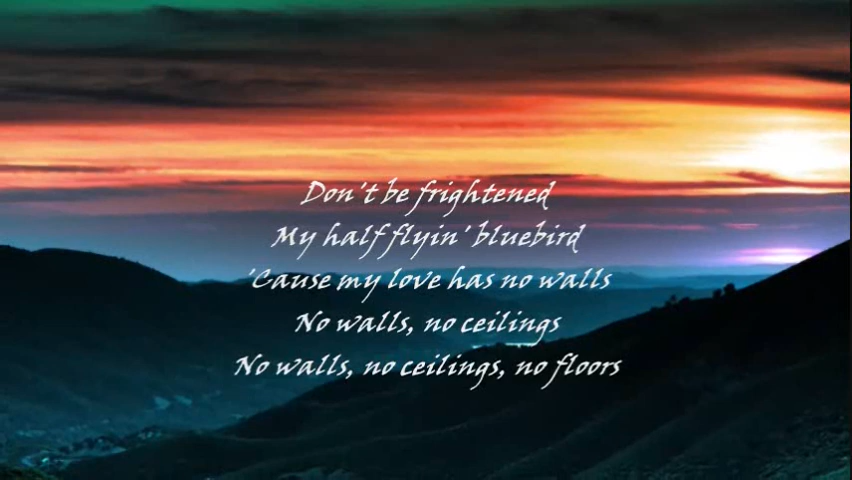 Don't be frightened
My half flyin' bluebird
'Cause my love has no walls
No walls, no ceilings
No walls, no ceilings, no floors